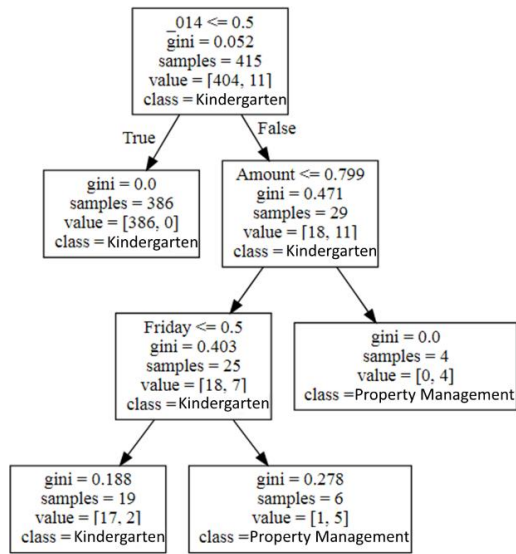 _014 <= 0.5
gini = 0.052
samples = 415
value = [404, 11]
class = Kindergarten
True
False
gini = 0.0
samples = 386
value = [386, 0]
class = Kindergarten
Amount <= 0.799
gini = 0.471
samples = 29
value = [18, 11]
class = Kindergarten
Friday <= 0.5
gini = 0.403
samples = 25
value = [18, 7]
class = Kindergarten
gini = 0.0
samples = 4
value = [0, 4]
class =Property Management
gini = 0.188
samples = 19
value = [17, 2]
class = Kindergarten
gini = 0.278
samples = 6
value = [1, 5]
class =Property Management